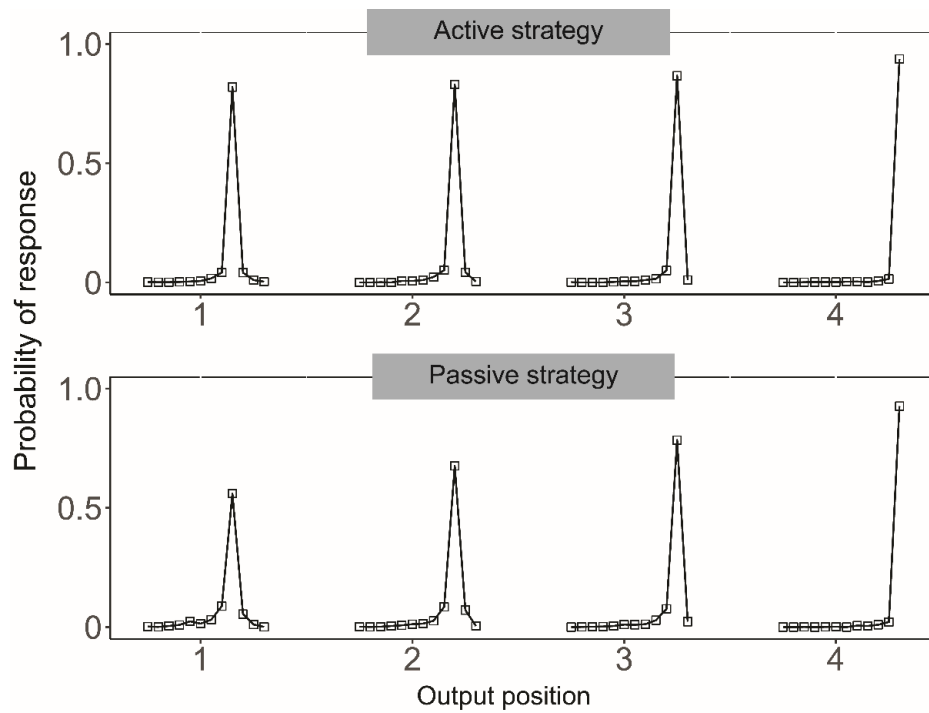 Active strategy
1.0
0.5
0
1 2 3 4
Probability of response
Passive strategy
1.0
0.5
0
1 2 3 4
Output position